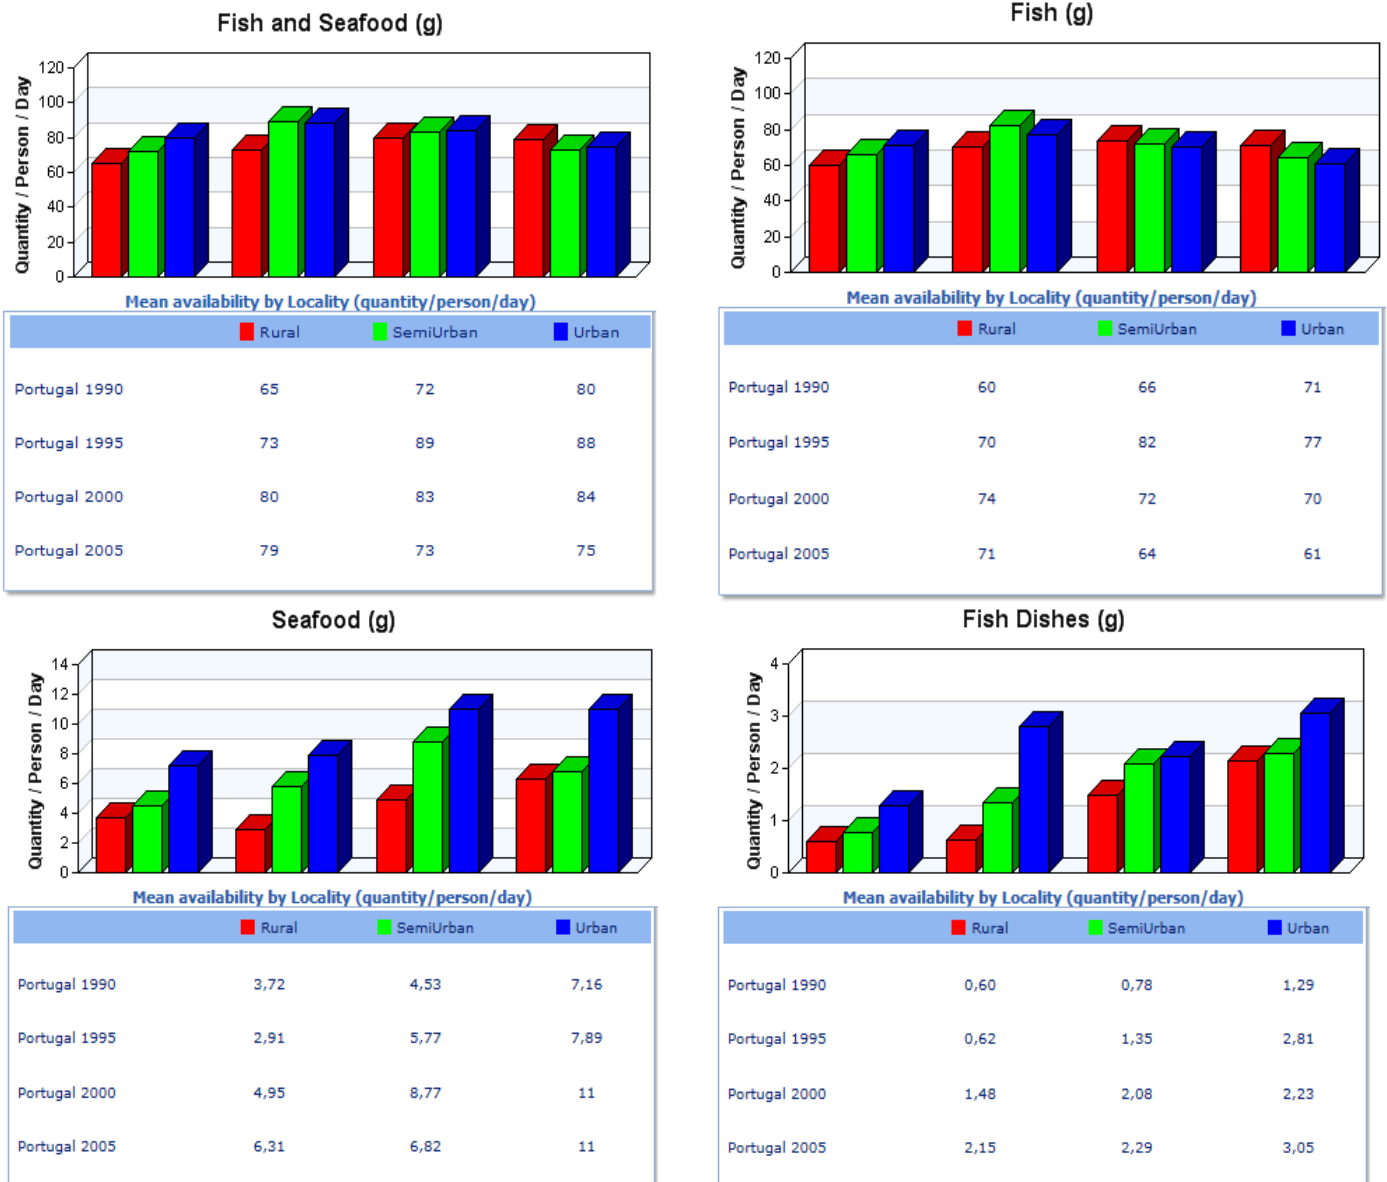 Fish and Seafood (g)
Quantity / Person / Day
120
100
80
60
40
20
0
Mean availability by Locality (quantity/person/day)
Rural SemiUrban Urban
Portugal 1990 65 72 80
Portugal 1995 73 89 88
Portugal 2000 80 83 84
Portugal 2005 79 73 75
Fish (g)
Quantity / Person / Day
120
100
80
60
40
20
0
Mean availability by Locality (quantity/person/day)
Rural SemiUrban Urban
Portugal 1990 60 66 71
Portugal 1995 70 82 77
Portugal 2000 74 72 70
Portugal 2005 71 64 61
Seafood (g)
Quantity / Person / Day
14
12
10
8
6
4
2
0
Mean availability by Locality (quantity/person/day)
Rural SemiUrban Urban
Portugal 1990 3,72 4,53 7,16
Portugal 1995 2,91 5,77 7,89
Portugal 2000 4,95 8,77 11
Portugal 2005 6,31 6,82 11
Fish Dishes (g)
Quantity / Person / Day
4
3
2
1
0
Mean availability by Locality (quantity/person/day)
Rural SemiUrban Urban
Portugal 1990 0,60 0,78 1,29
Portugal 1995 0,62 1,35 2,81
Portugal 2000 1,48 2,08 2,23
Portugal 2005 2,15 2,29 3,05